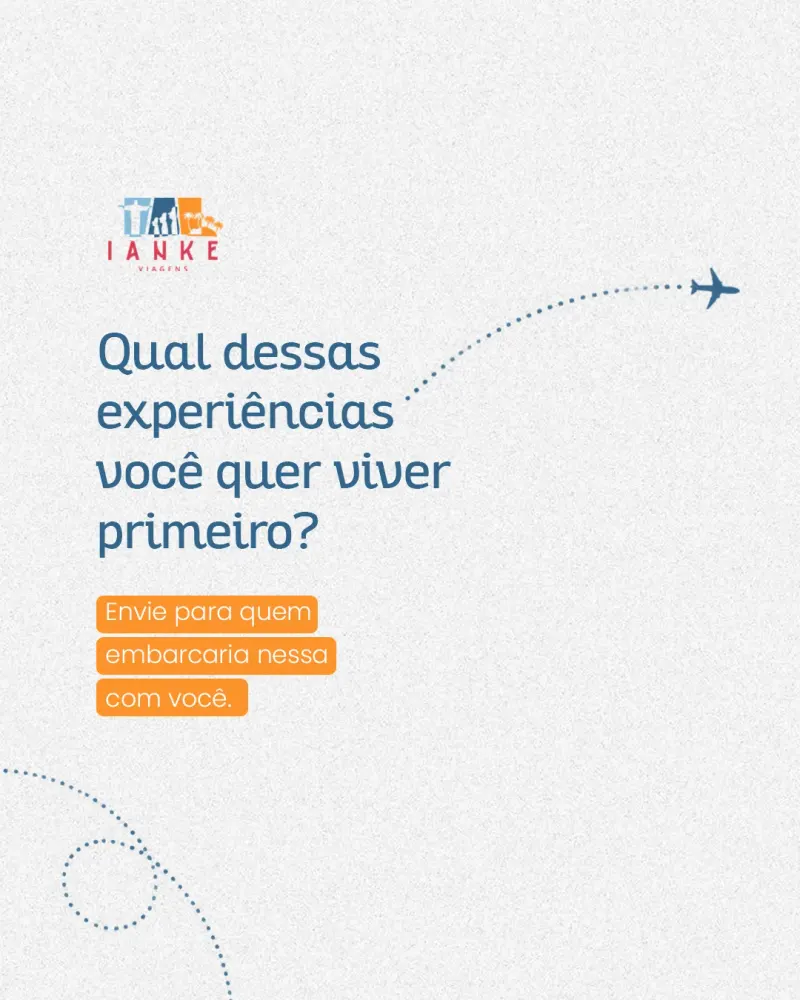 IANKE
VIAGENS
Qual dessas
experiências
você quer viver
primeiro?
Envie para quem
embarcaria nessa
com você.